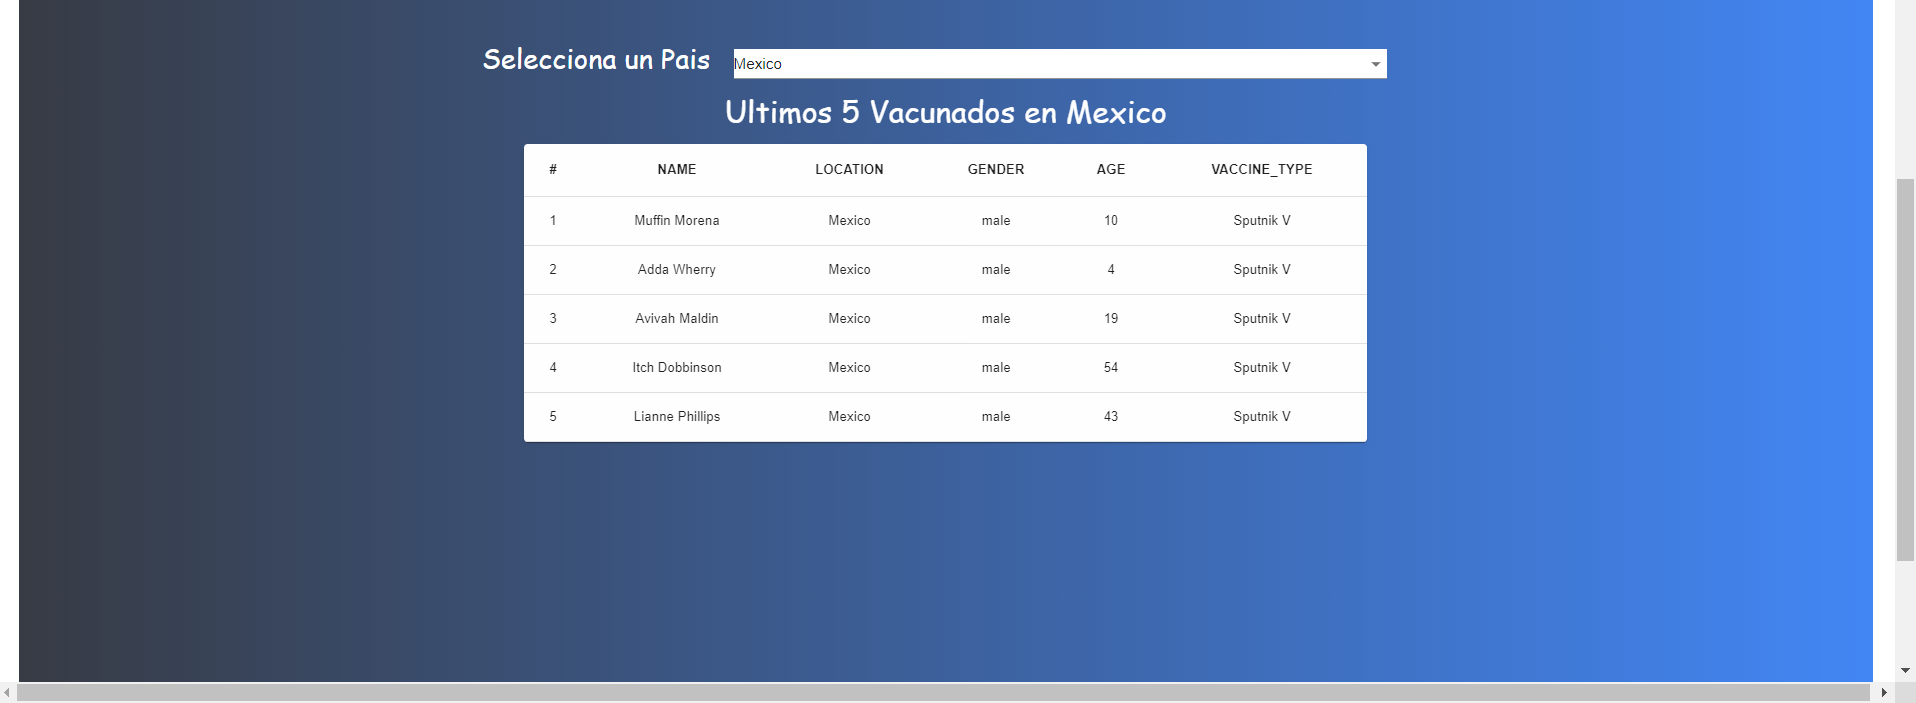 Selecciona un Pais Mexico
Ultimos 5 Vacunados en Mexico
# NAME LOCATION GENDER AGE VACCINE_TYPE
1 Muffin Morena Mexico male 10 Sputnik V
2 Adda Wherry Mexico male 4 Sputnik V
3 Avivah Maldin Mexico male 19 Sputnik V
4 Itch Dobbinson Mexico male 54 Sputnik V
5 Lianne Phillips Mexico male 43 Sputnik V